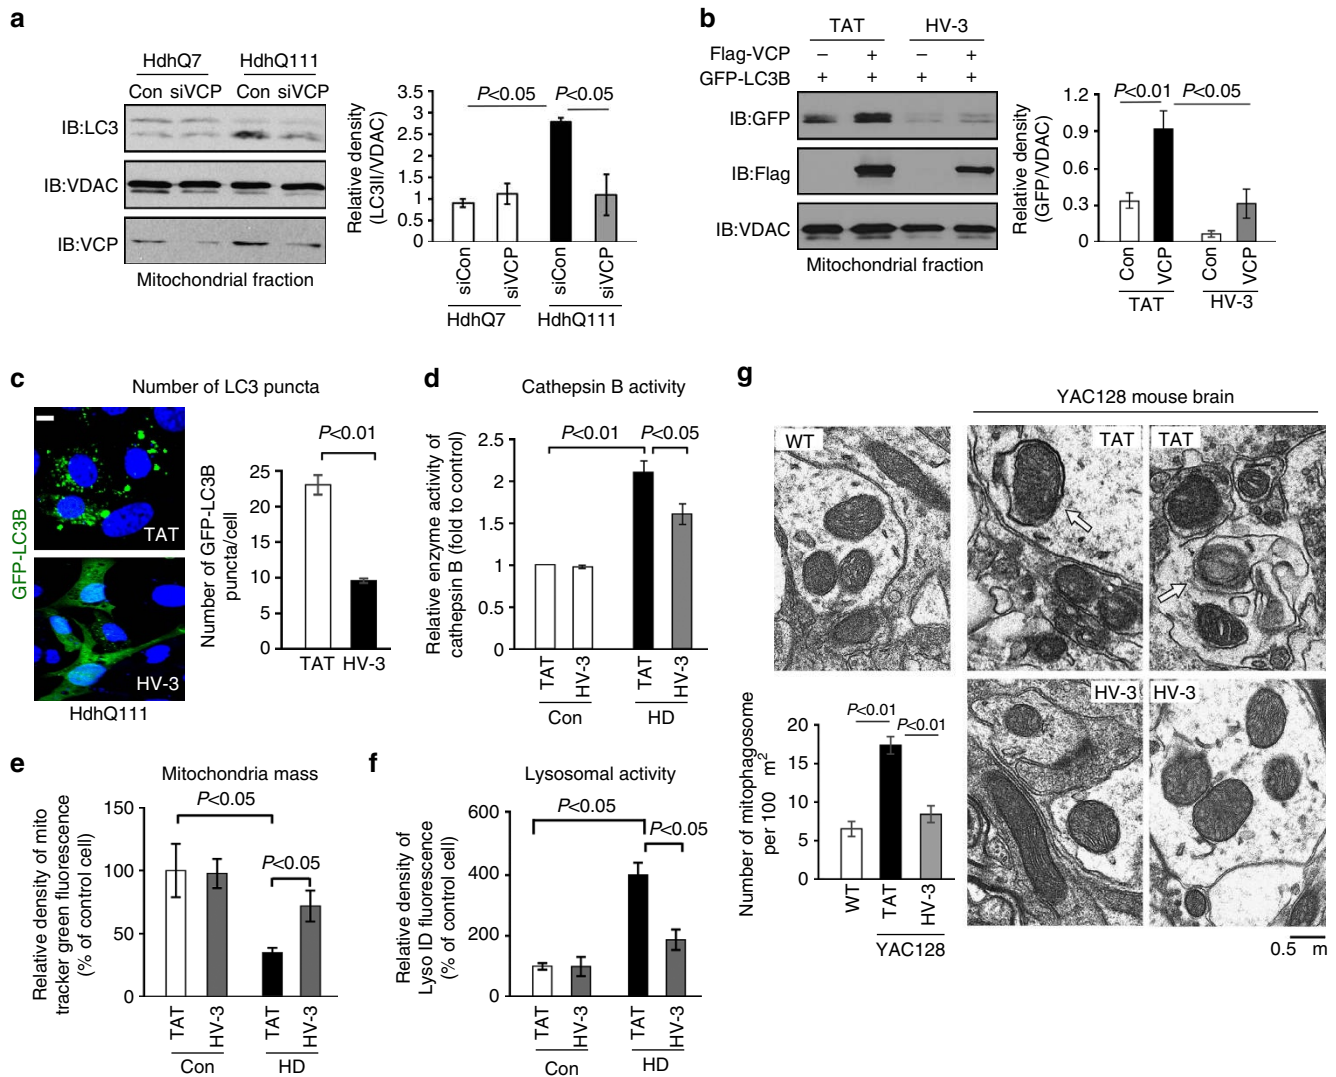 a
HdhQ7 HdhQ111
Con siVCP Con siVCP
IB:LC3
IB:VDAC
IB:VCP
Mitochondrial fraction
Relative density
(LC3II/VDAC)
3.5
3
2.5
2
1.5
1
0.5
0
P<0.05 P<0.05
siCon siVCP siCon siVCP
HdhQ7 HdhQ111
b
TAT HV-3
Flag-VCP – + – +
GFP-LC3B + + + +
IB:GFP
IB:Flag
IB:VDAC
Mitochondrial fraction
Relative density
(GFP/VDAC)
1.2
0.9
0.6
0.3
0
P<0.01 P<0.05
Con VCP Con VCP
TAT HV-3
c
Number of LC3 puncta
GFP-LC3B
TAT
HV-3
HdhQ111
Number of GFP-LC3B
puncta/cell
25
20
15
10
5
0
P<0.01
TAT HV-3
d
Cathepsin B activity
Relative enzyme activity of
cathepsin B (fold to control)
2.5
2
1.5
1
0.5
0
P<0.01 P<0.05
TAT HV-3 TAT HV-3
Con HD
e
Mitochondria mass
Relative density of mito
tracker green fluorescence
(% of control cell)
150
100
50
0
P<0.05
P<0.05
TAT HV-3 TAT HV-3
Con HD
f
Lysosomal activity
Relative density of
Lyso ID fluorescence
(% of control cell)
600
400
200
0
P<0.05
P<0.05
TAT HV-3 TAT HV-3
Con HD
g
YAC128 mouse brain
WT
TAT TAT
HV-3 HV-3
0.5 m
Number of mitophagosome
per 100 m2
20
15
10
5
0
P<0.01
P<0.01
WT TAT HV-3
YAC128